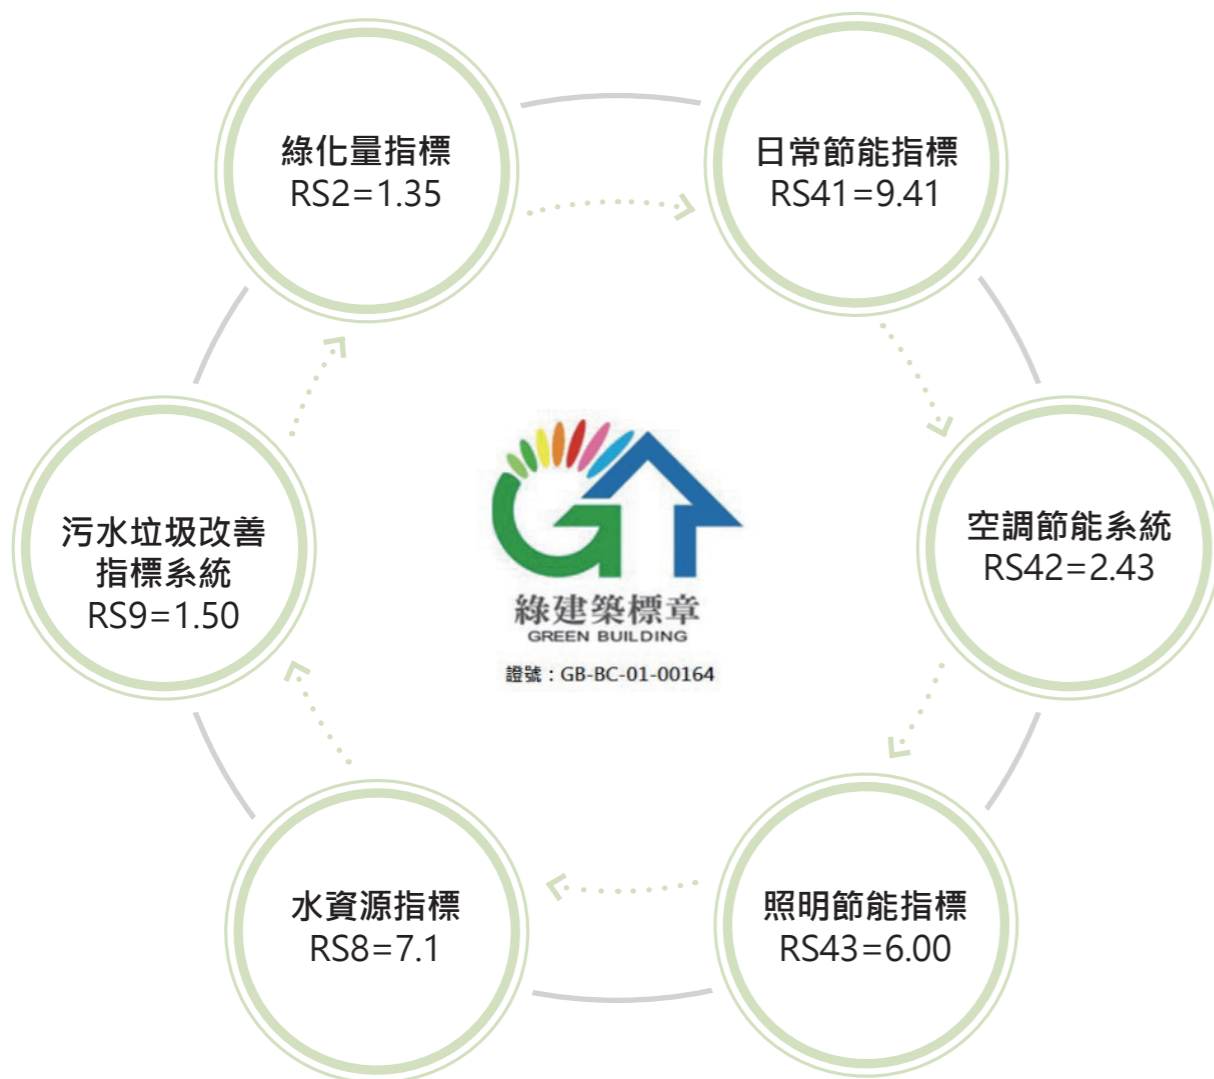 綠化量指標
RS2=1.35
日常節能指標
RS41=9.41
空調節能系統
RS42=2.43
照明節能指標
RS43=6.00
水資源指標
RS8=7.1
污水垃圾改善
指標系統
RS9=1.50
綠建築標章
GREEN BUILDING
證號：GB-BC-01-00164